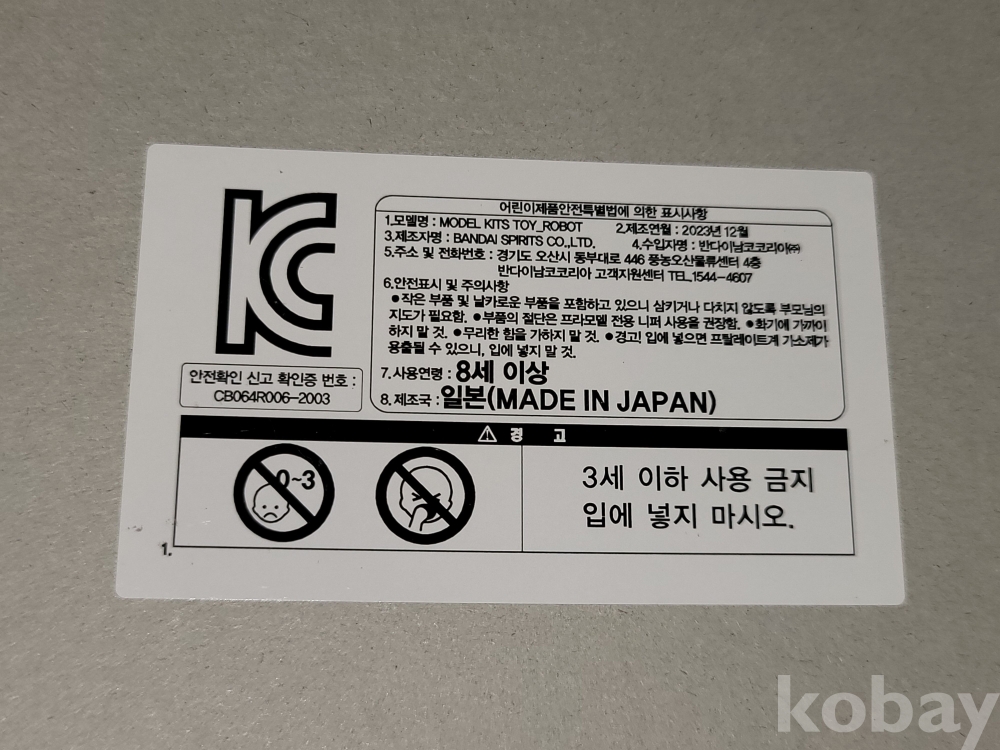 KC
안전확인 신고 확인증 번호 :
CB064R006-2003
어린이제품안전특별법에 의한 표시사항
1.모델명 : MODEL KITS TOY_ROBOT 2.제조연월 : 2023년 12월
3.제조자명 : BANDAI SPIRITS CO.,LTD. 4.수입자명 : 반다이남코코리아㈜
5.주소 및 전화번호 : 경기도 오산시 동부대로 446 풍농오산물류센터 4층
반다이남코코리아 고객지원센터 TEL_1544-4607
6.안전표시 및 주의사항
●작은 부품 및 날카로운 부품을 포함하고 있으니 삼키거나 다치지 않도록 부모님의
지도가 필요함. ●부품의 절단은 프라모델 전용 니퍼 사용을 권장함. ●화기에 가까이
하지 말 것. ●무리한 힘을 가하지 말 것. ●경고! 입에 넣으면 프탈레이트계 가소제가
용출될 수 있으니, 입에 넣지 말 것.
7.사용연령 : 8세 이상
8.제조국 : 일본(MADE IN JAPAN)
⚠ 경 고
0~3
3세 이하 사용 금지
입에 넣지 마시오.
1.
kobay